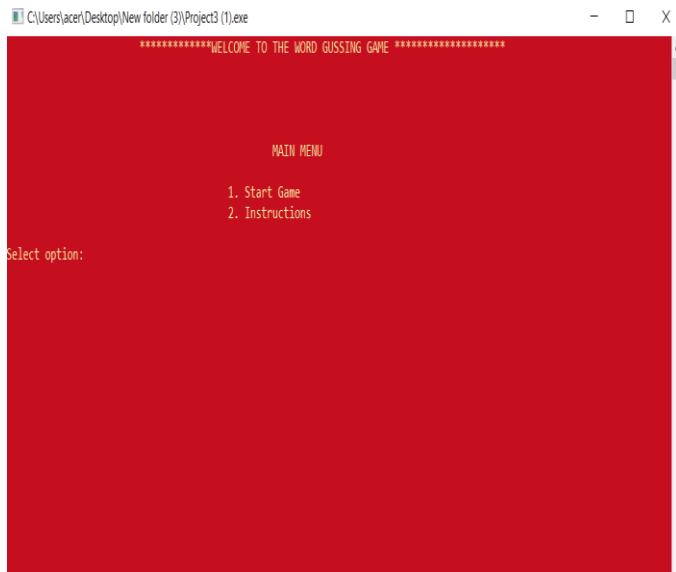 C:\Users\acer\Desktop\New folder (3)\Project3 (1).exe
*************WELCOME TO THE WORD GUSSING GAME ********************
MAIN MENU
1. Start Game
2. Instructions
Select option: